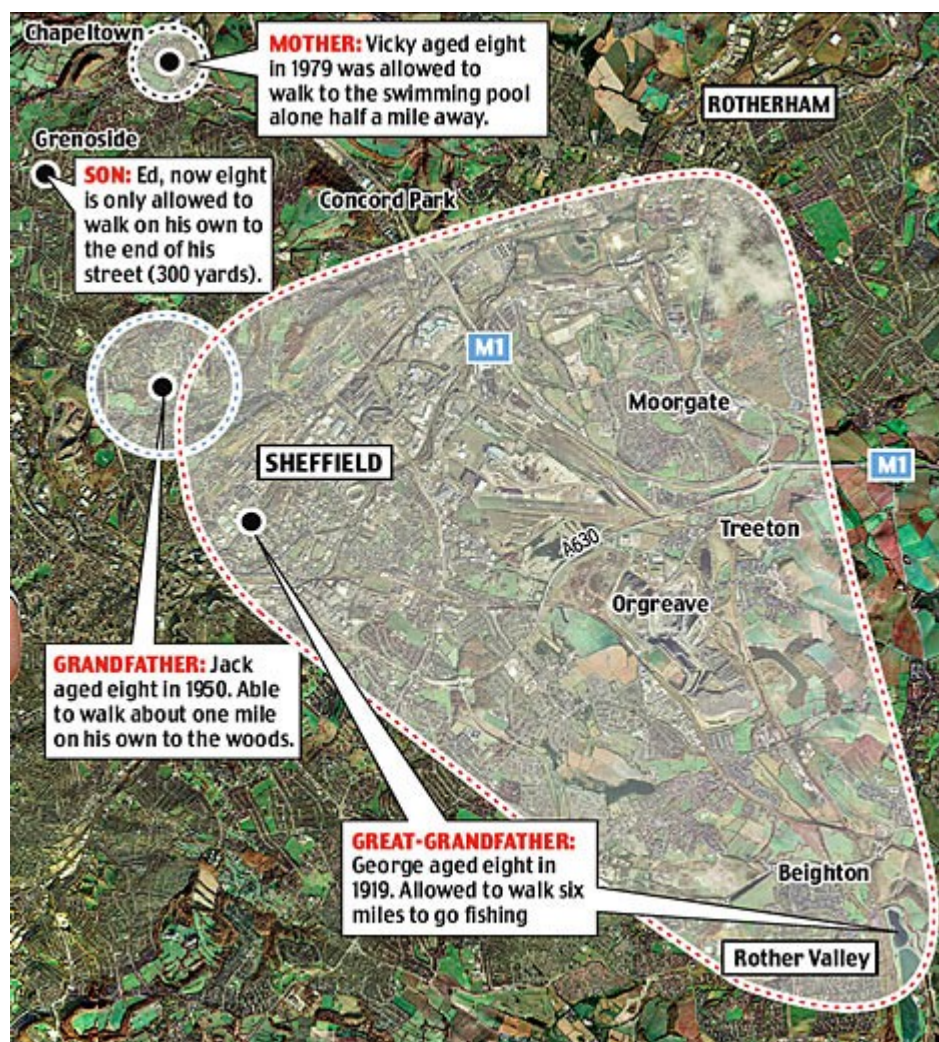 Chapeltown
MOTHER: Vicky aged eight
in 1979 was allowed to
walk to the swimming pool
alone half a mile away.
ROTHERHAM
Grenoside
SON: Ed, now eight
is only allowed to
walk on his own to
the end of his
street (300 yards).
Concord Park
M1
Moorgate
SHEFFIELD
M1
Treeton
A630
Orgreave
GRANDFATHER: Jack
aged eight in 1950. Able
to walk about one mile
on his own to the woods.
GREAT-GRANDFATHER:
George aged eight in
1919. Allowed to walk six
miles to go fishing
Beighton
Rother Valley